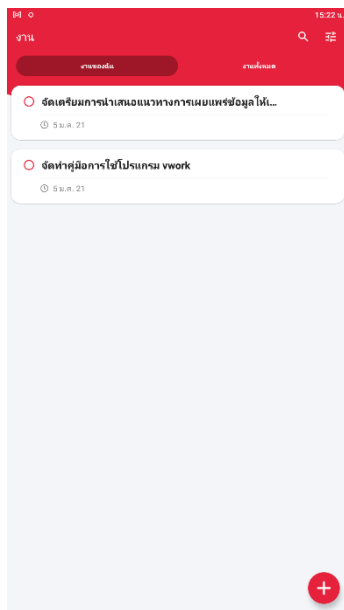 15:22 น.
งาน
งานของฉัน
งานทั้งหมด
จัดเตรียมการนำเสนอแนวทางการเผยแพร่ข้อมูลให้เ...
5 ม.ค. 21
จัดทำคู่มือการใช้โปรแกรม vwork
5 ม.ค. 21